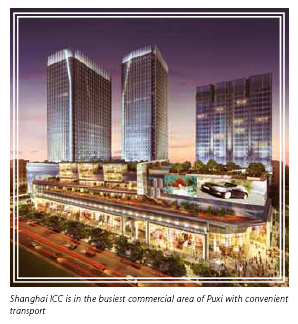 Shanghai ICC is in the busiest commercial area of Puxi with convenient
transport